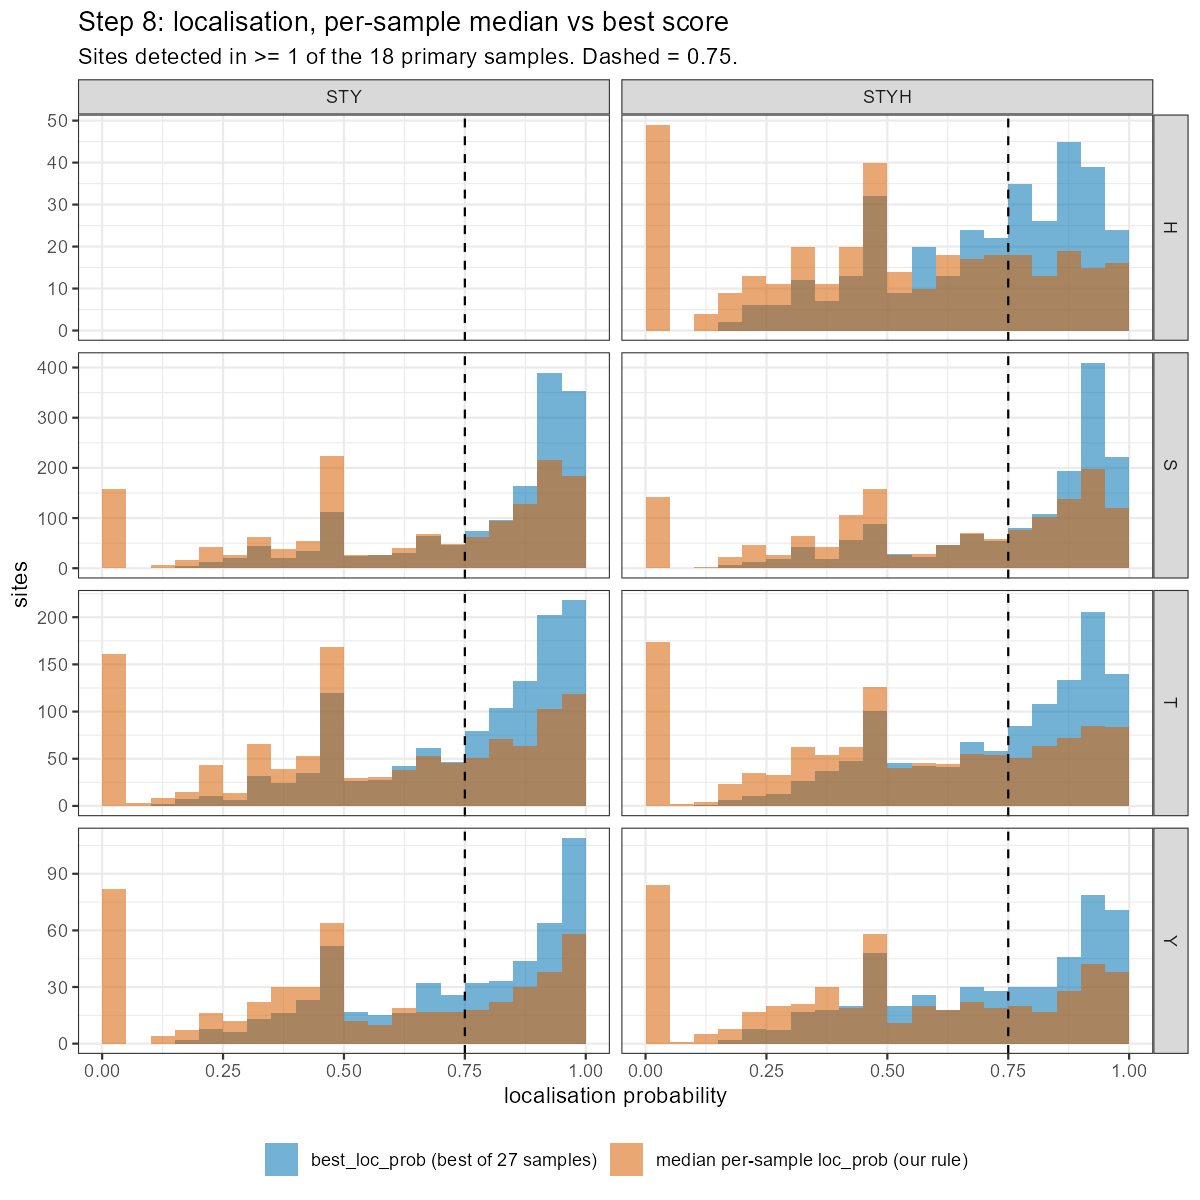 Step 8: localisation, per-sample median vs best score
Sites detected in >= 1 of the 18 primary samples. Dashed = 0.75.
STY
STYH
50
40
30
20
10
0
H
400
300
200
100
0
S
200
150
100
50
0
T
90
60
30
0
Y
sites
0.00 0.25 0.50 0.75 1.00
0.00 0.25 0.50 0.75 1.00
localisation probability
best_loc_prob (best of 27 samples)
median per-sample loc_prob (our rule)